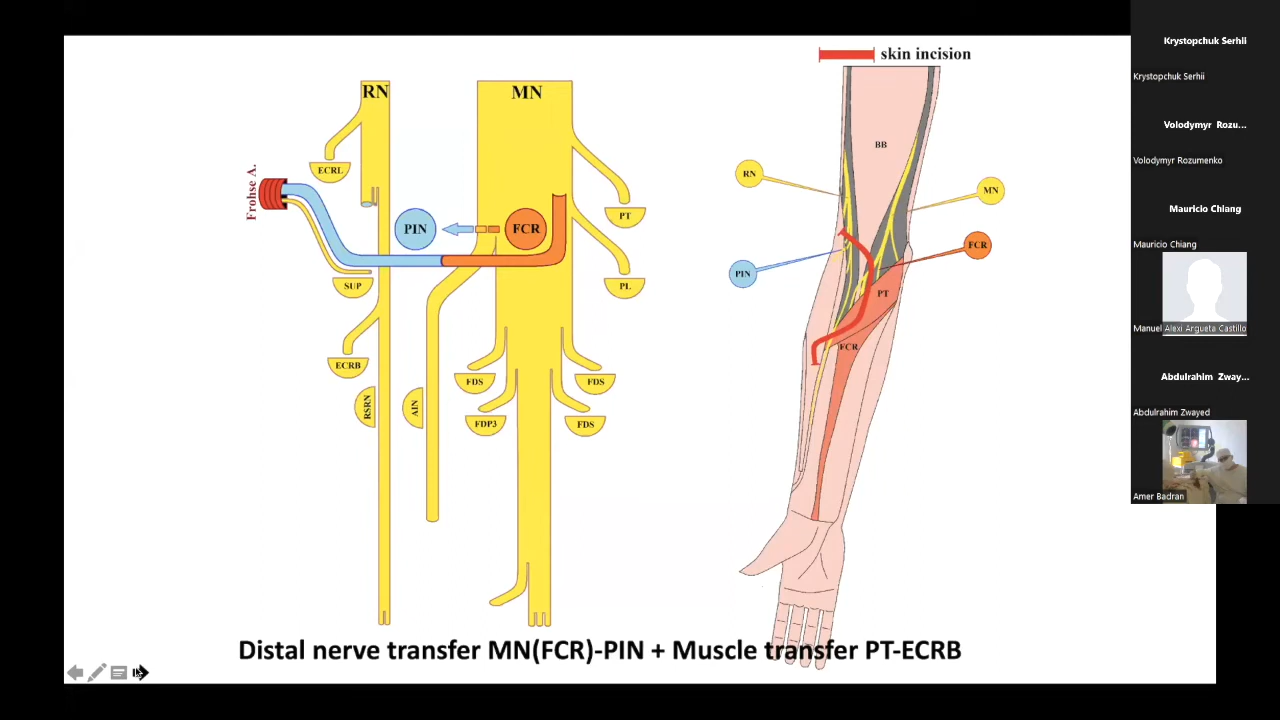 skin incision
RN
MN
ECRL
Frohse A.
PIN
FCR
PT
SUP
PL
ECRB
RSRN
AIN
FDS
FDP3
FDS
FDS
BB
RN
MN
FCR
PIN
PT
FCR
Distal nerve transfer MN(FCR)-PIN + Muscle transfer PT-ECRB
Krystopchuk Serhii
Krystopchuk Serhii
Volodymyr Rozu...
Volodymyr Rozumenko
Mauricio Chiang
Mauricio Chiang
Manuel Alexi Argueta Castillo
Abdulrahim Zway...
Abdulrahim Zwayed
Amer Badran